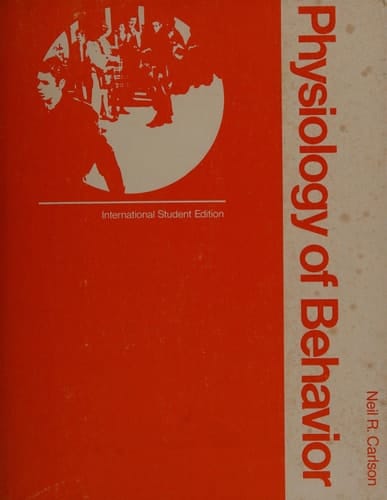 Physiology of Behavior
Neil R. Carlson
International Student Edition